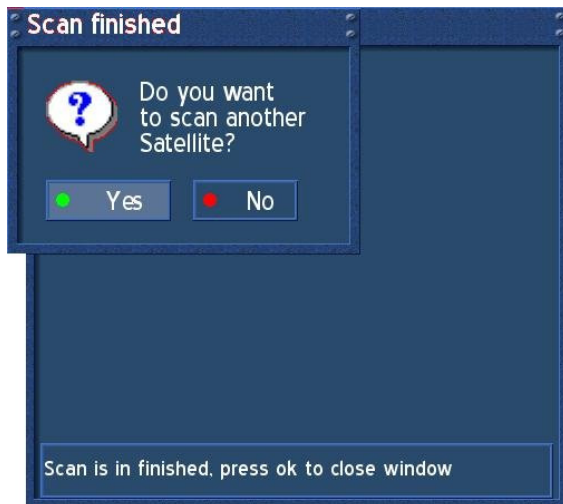 Scan finished
Do you want
to scan another
Satellite?
Yes
No
Scan is in finished, press ok to close window